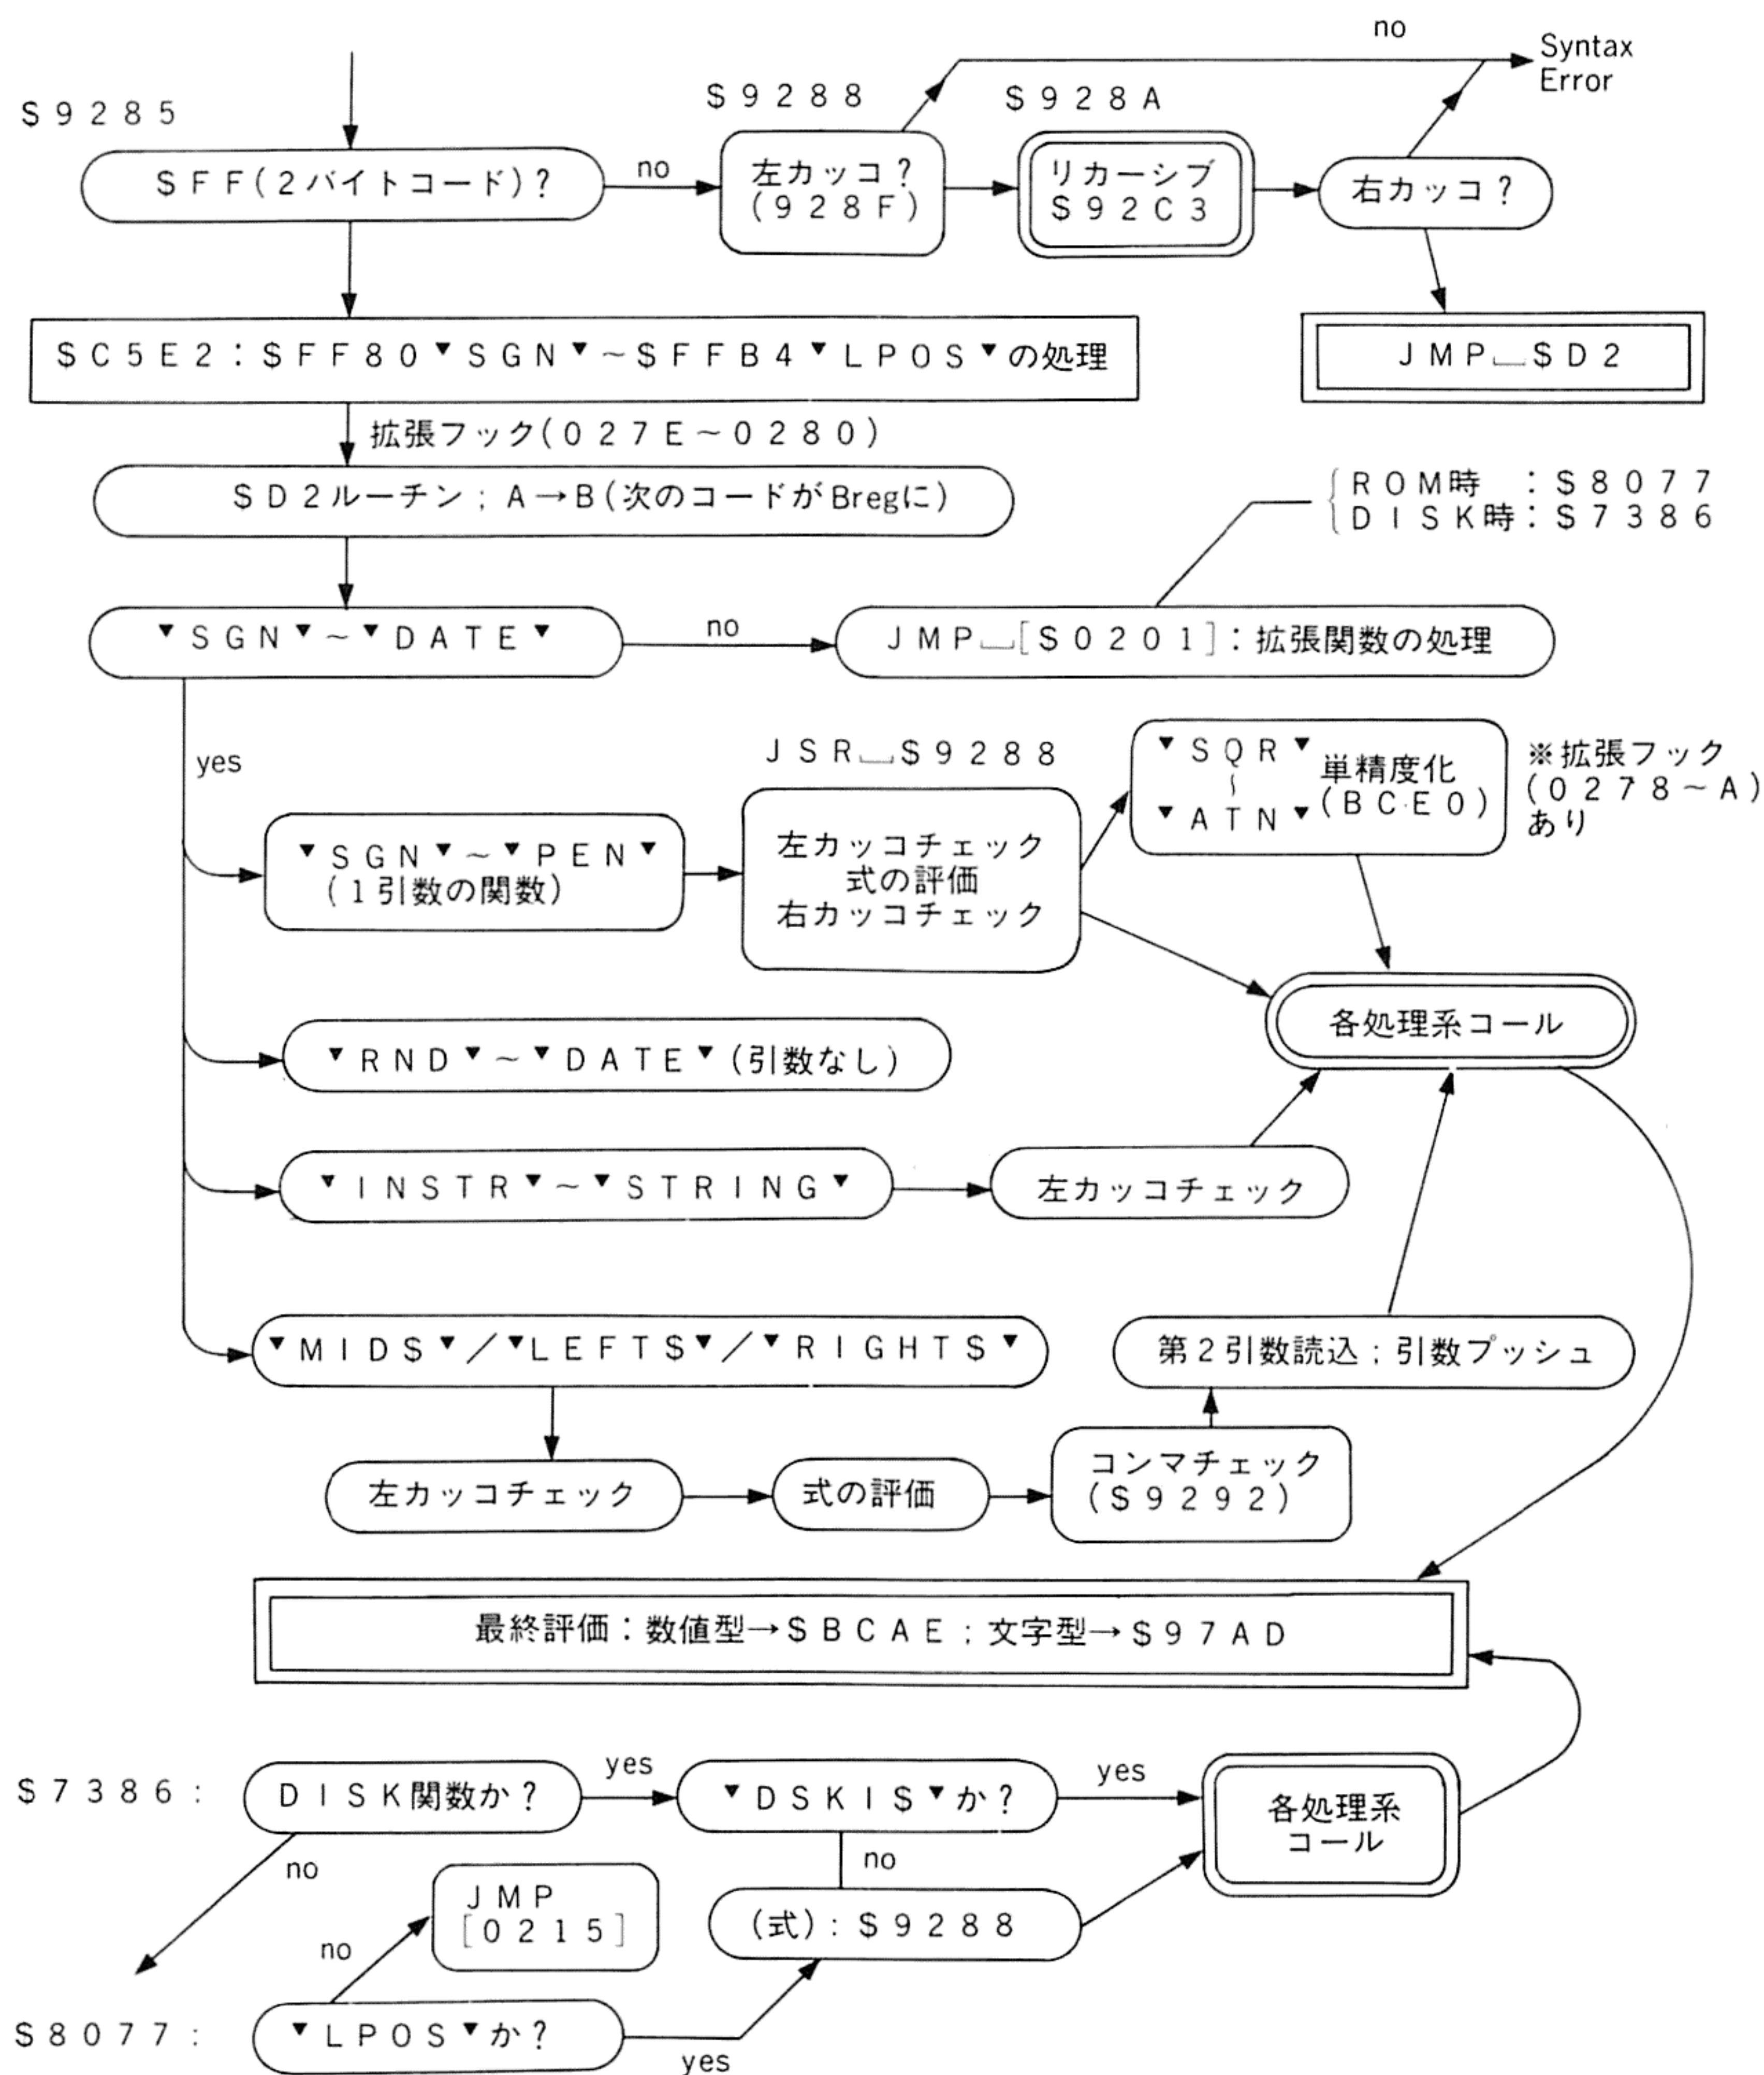 no
Syntax
Error
$9285
$9288
$928A
$FF(2バイトコード)?
no
左カッコ?
(928F)
リカーシブ
$92C3
右カッコ?
$C5E2:$FF80▼SGN▼~$FFB4▼LPOS▼の処理
JMP␣$D2
拡張フック(027E~0280)
$D2ルーチン;A→B(次のコードがBregに)
ROM時 :$8077
DISK時:$7386
▼SGN▼~▼DATE▼
no
JMP␣[$0201]:拡張関数の処理
yes
JSR␣$9288
▼SQR▼
~
▼ATN▼
単精度化
(BCE0)
※拡張フック
(0278~A)
あり
▼SGN▼~▼PEN▼
(1引数の関数)
左カッコチェック
式の評価
右カッコチェック
各処理系コール
▼RND▼~▼DATE▼(引数なし)
▼INSTR▼~▼STRING▼
左カッコチェック
▼MID$▼/▼LEFT$▼/▼RIGHT$▼
第2引数読込;引数プッシュ
左カッコチェック
式の評価
コンマチェック
($9292)
最終評価:数値型→$BCAE;文字型→$97AD
$7386:
DISK関数か?
yes
▼DSKI$▼か?
yes
各処理系
コール
no
no
JMP
[0215]
(式):$9288
no
$8077:
▼LPOS▼か?
yes